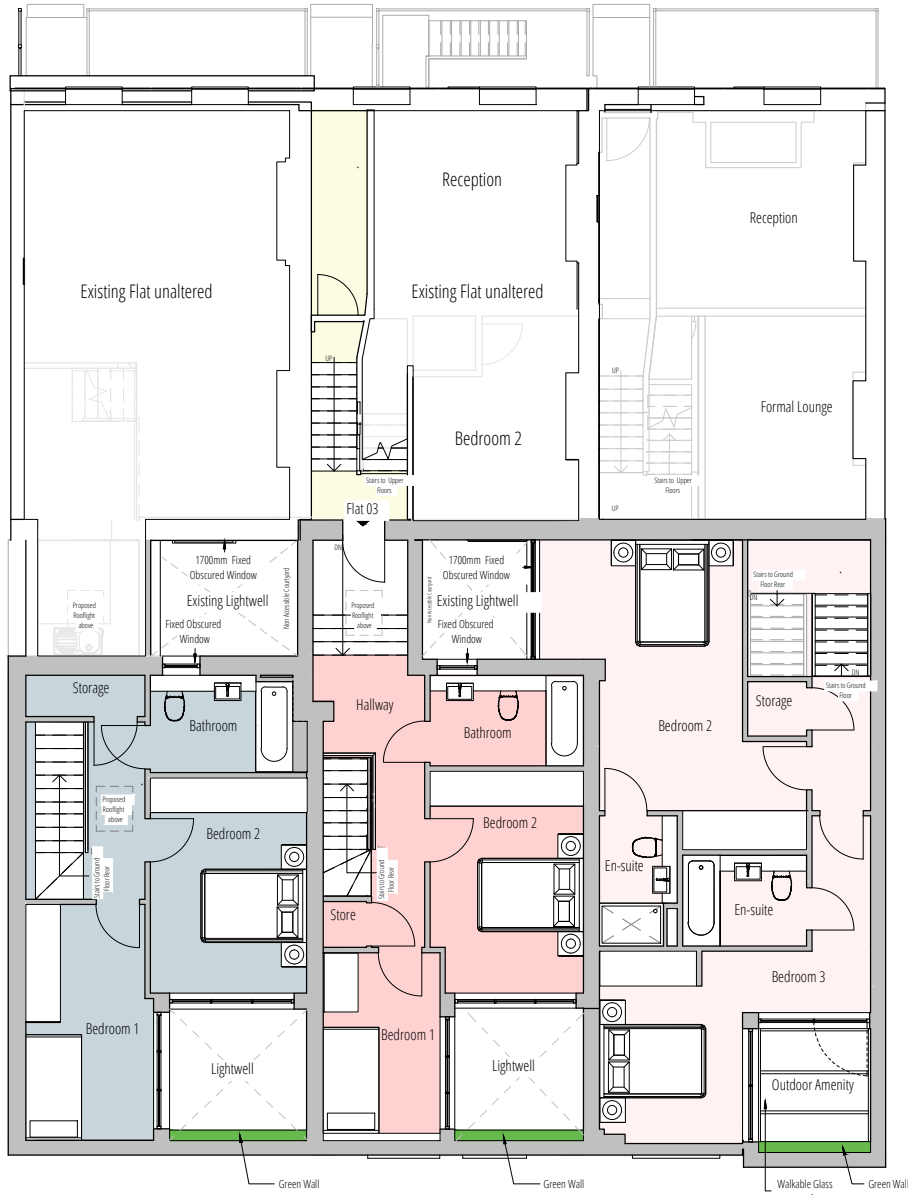 Reception
Reception
Existing Flat unaltered
Existing Flat unaltered
UP
UP
Formal Lounge
Bedroom 2
Stairs to Upper
Floors
Stairs to Upper
Floors
Flat 03
UP
DN
1700mm Fixed
Obscured Window
Existing Lightwell
Fixed Obscured
Window
Non Accessible Courtyard
1700mm Fixed
Obscured Window
Existing Lightwell
Fixed Obscured
Window
Non Accessible Courtyard
Proposed
Rooflight
above
Proposed
Rooflight
above
Stairs to Ground
Floor Rear
DN
DN
Stairs to Ground
Floor
Storage
Storage
Hallway
Bathroom
Bathroom
Bedroom 2
Proposed
Rooflight
above
Bedroom 2
Bedroom 2
Stairs to Ground
Floor Rear
Stairs to Ground
Floor Rear
En-suite
En-suite
Store
Bedroom 3
Bedroom 1
Bedroom 1
Lightwell
Lightwell
Outdoor Amenity
Green Wall
Green Wall
Walkable Glass
Green Wall